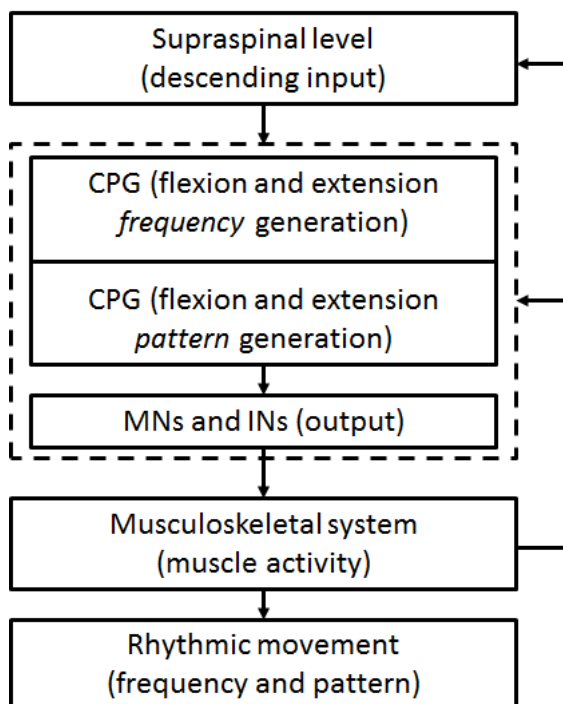 Supraspinal level
(descending input)
CPG (flexion and extension
frequency generation)
CPG (flexion and extension
pattern generation)
MNs and INs (output)
Musculoskeletal system
(muscle activity)
Rhythmic movement
(frequency and pattern)